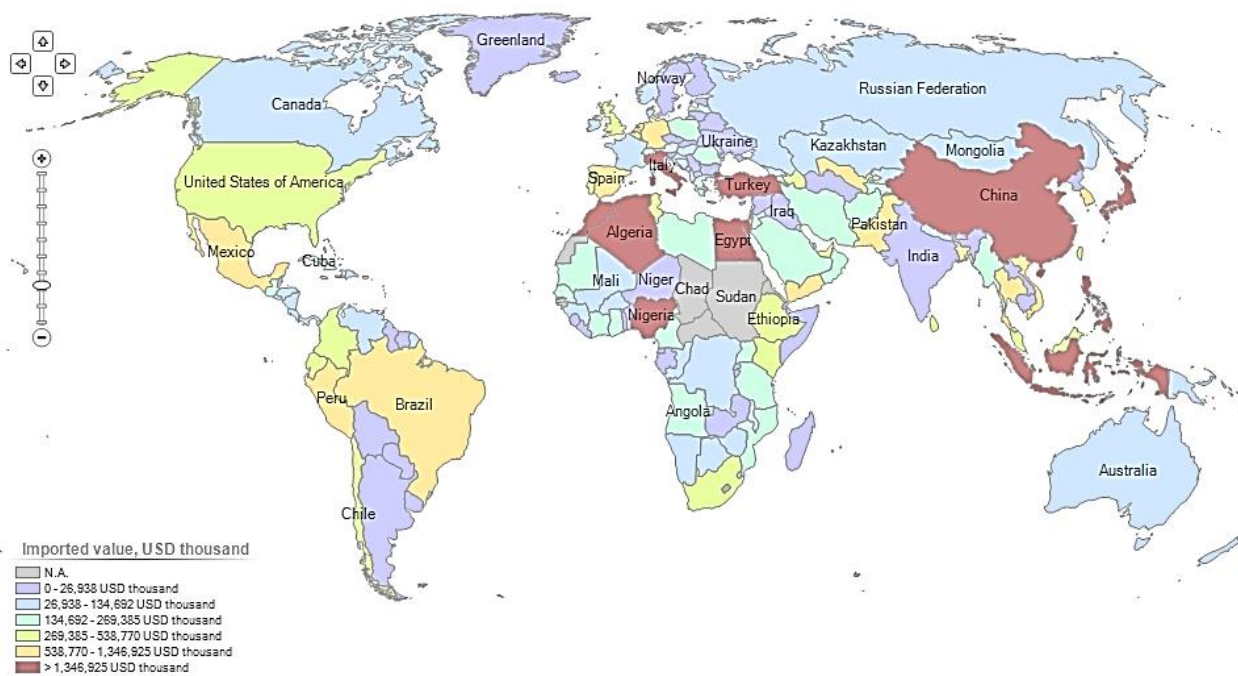 Greenland
Norway
Canada
Russian Federation
Ukraine
Kazakhstan
Mongolia
Italy
United States of America
Spain
Turkey
China
Iraq
Pakistan
Algeria
Egypt
Mexico
Cuba
India
Mali
Niger
Chad
Sudan
Nigeria
Ethiopia
Peru
Brazil
Angola
Australia
Chile
Imported value, USD thousand
N.A.
0 - 26,938 USD thousand
26,938 - 134,692 USD thousand
134,692 - 269,385 USD thousand
269,385 - 538,770 USD thousand
538,770 - 1,346,925 USD thousand
> 1,346,925 USD thousand